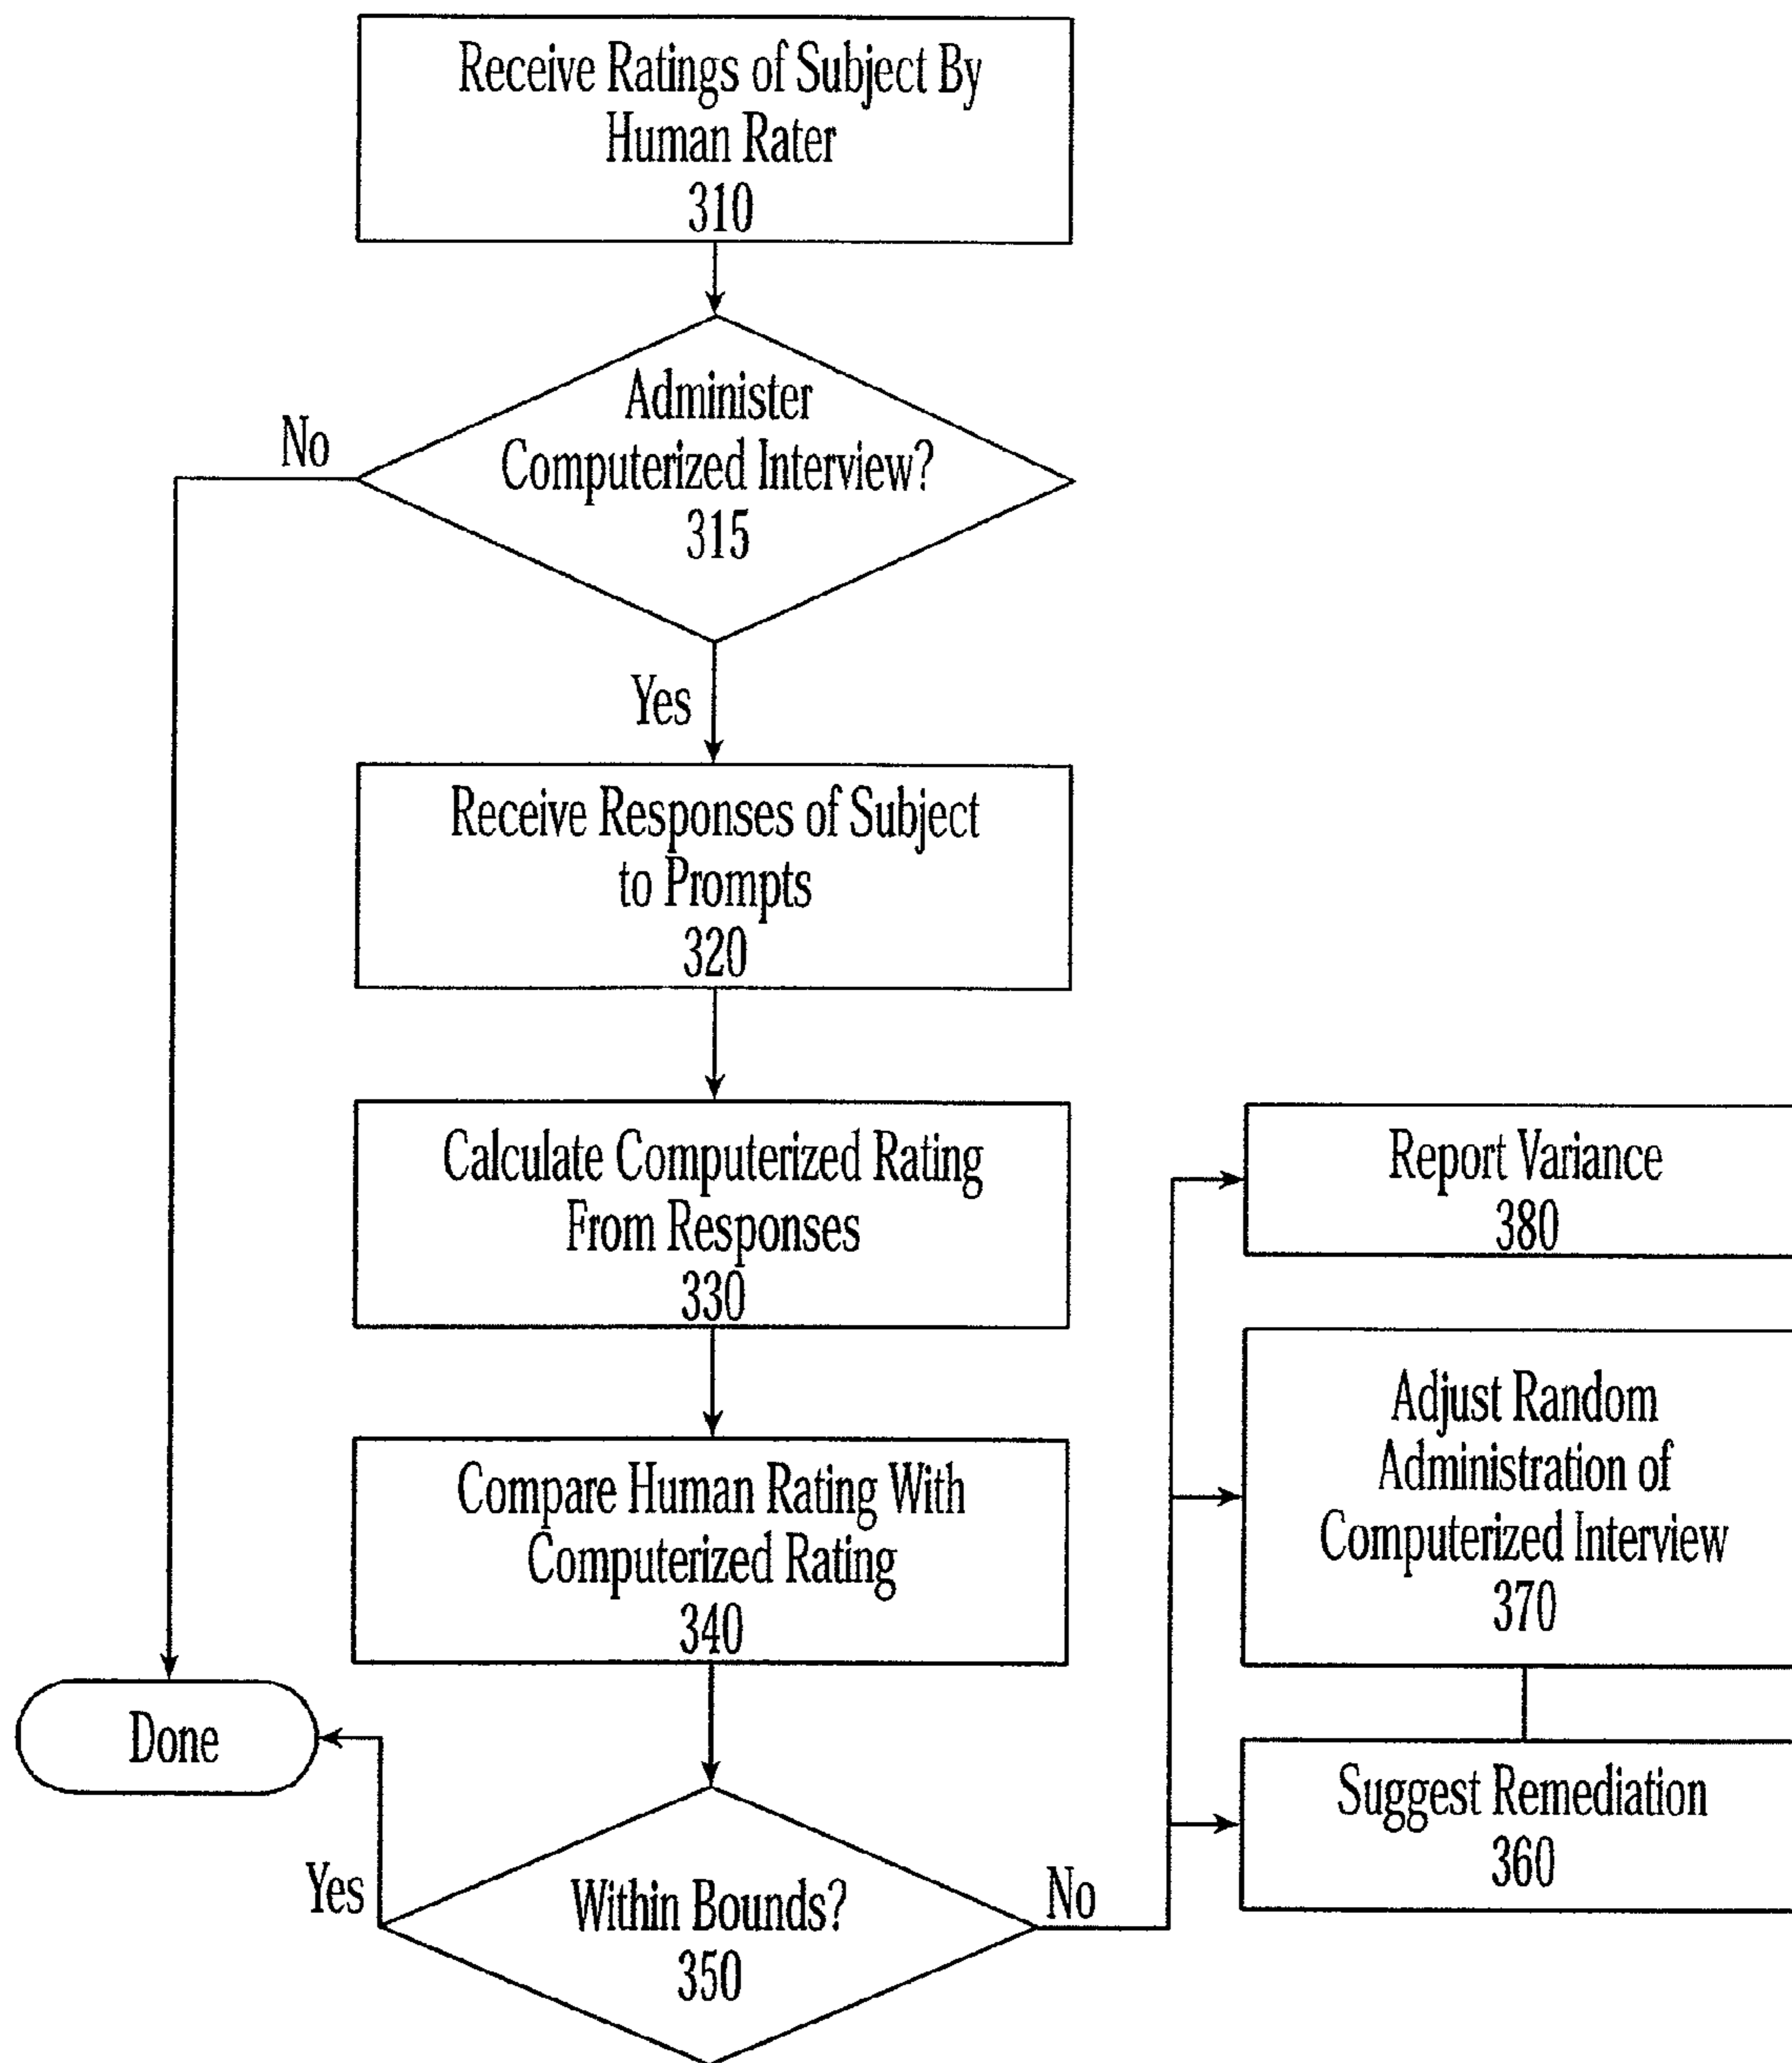 Receive Ratings of Subject By
Human Rater
310
Administer
Computerized Interview?
315
No
Yes
Receive Responses of Subject
to Prompts
320
Calculate Computerized Rating
From Responses
330
Compare Human Rating With
Computerized Rating
340
Done
Within Bounds?
350
Yes
No
Report Variance
380
Adjust Random
Administration of
Computerized Interview
370
Suggest Remediation
360